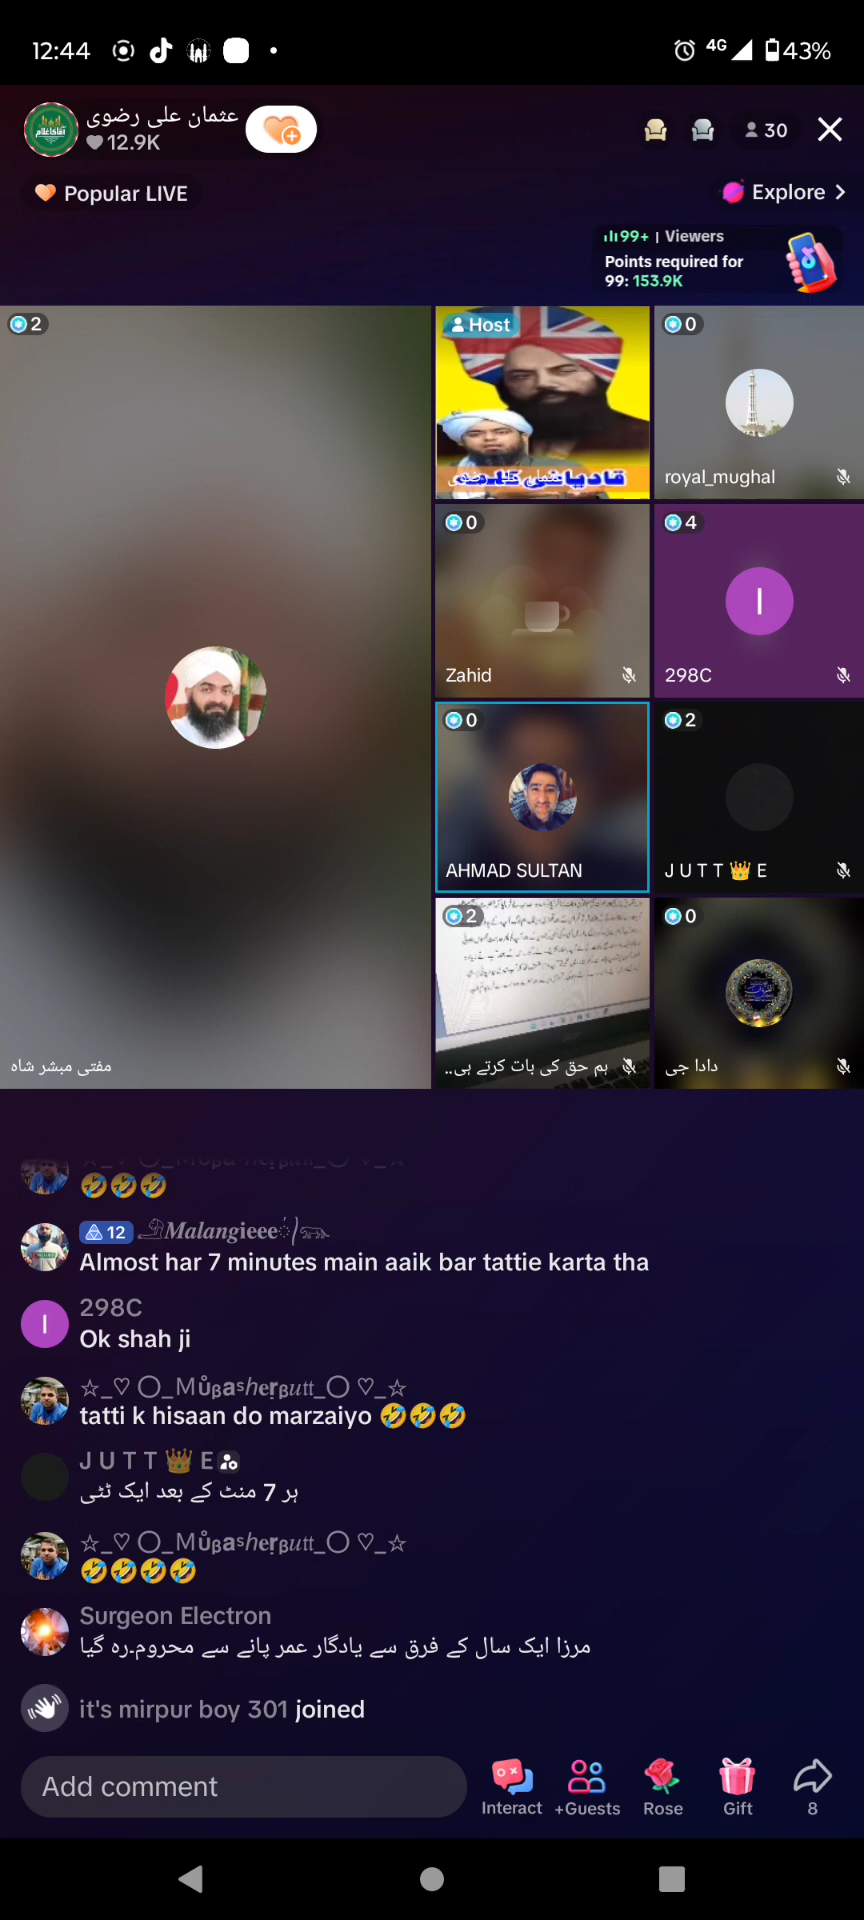 12:44
4G
43%
عثمان علی رضوی
12.9K
30
Popular LIVE
Explore
99+ | Viewers
Points required for
99: 153.9K
2
مفتی مبشر شاہ
Host
عثمان علی رضوی
0
royal_mughal
0
Zahid
4
I
298C
0
AHMAD SULTAN
2
J U T T 👑 E
2
ہم حق کی بات کرتے ہی..
0
دادا جی
🤣🤣🤣
12 Malangieee
Almost har 7 minutes main aaik bar tattie karta tha
I
298C
Ok shah ji
☆_♡ ◯_Můᵦaˢℎeṛᵦutt_◯ ♡_☆
tatti k hisaan do marzaiyo 🤣🤣🤣
J U T T 👑 E
ہر 7 منٹ کے بعد ایک ٹٹی
☆_♡ ◯_Můᵦaˢℎeṛᵦutt_◯ ♡_☆
🤣🤣🤣🤣
Surgeon Electron
مرزا ایک سال کے فرق سے یادگار عمر پانے سے محروم۔رہ گیا
it's mirpur boy 301 joined
Add comment
Interact
+Guests
Rose
Gift
8